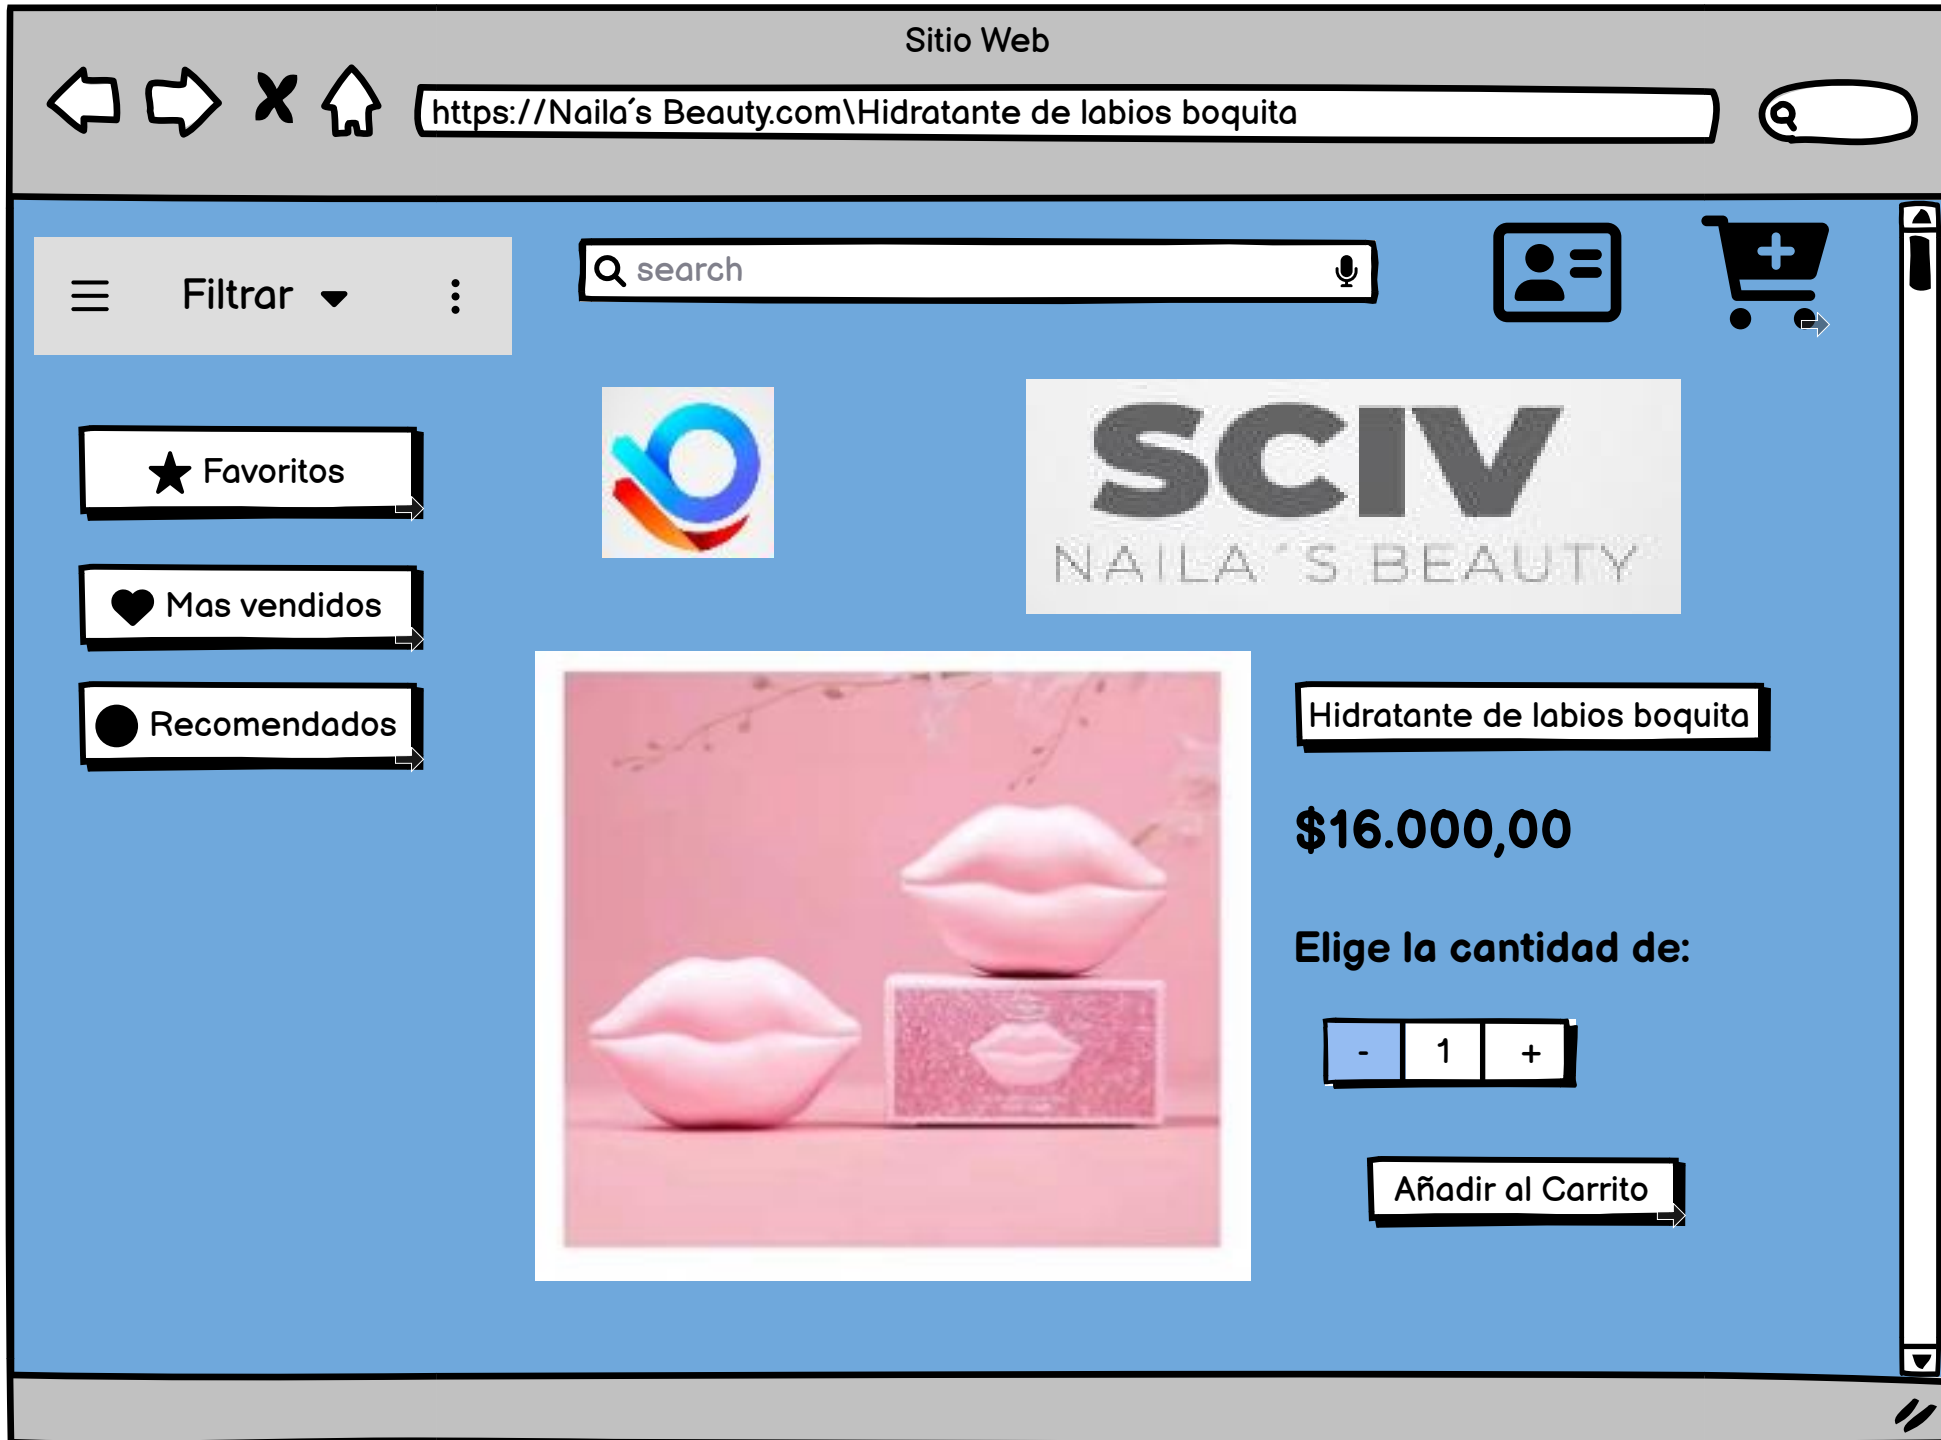 Sitio Web
https://Naila´s Beauty.com\Hidratante de labios boquita
Filtrar
search
Favoritos
SCIV
NAILA´S BEAUTY
Mas vendidos
Recomendados
Hidratante de labios boquita
$16.000,00
Elige la cantidad de:
- 1 +
Añadir al Carrito